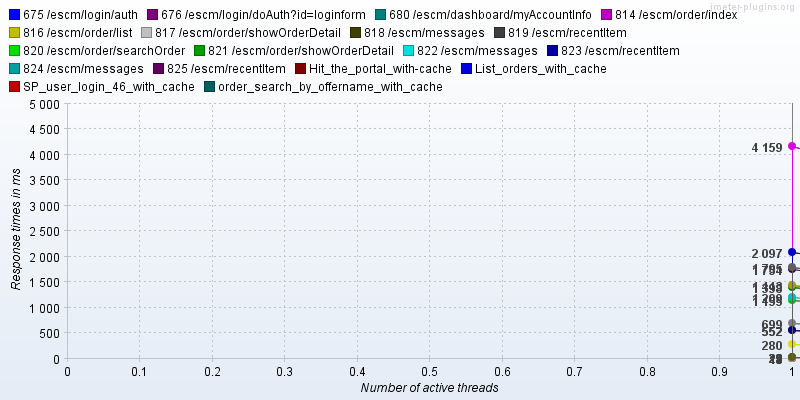 jmeter-plugins.org
675 /escm/login/auth 676 /escm/login/doAuth?id=loginform 680 /escm/dashboard/myAccountInfo 814 /escm/order/index
816 /escm/order/list 817 /escm/order/showOrderDetail 818 /escm/messages 819 /escm/recentItem
820 /escm/order/searchOrder 821 /escm/order/showOrderDetail 822 /escm/messages 823 /escm/recentItem
824 /escm/messages 825 /escm/recentItem Hit_the_portal_with-cache List_orders_with_cache
SP_user_login_46_with_cache order_search_by_offername_with_cache
5 000
4 500
4 000
3 500
3 000
2 500
2 000
1 500
1 000
500
0
Response times in ms
4 159
2 097
699
552
280
0 0.1 0.2 0.3 0.4 0.5 0.6 0.7 0.8 0.9 1
Number of active threads